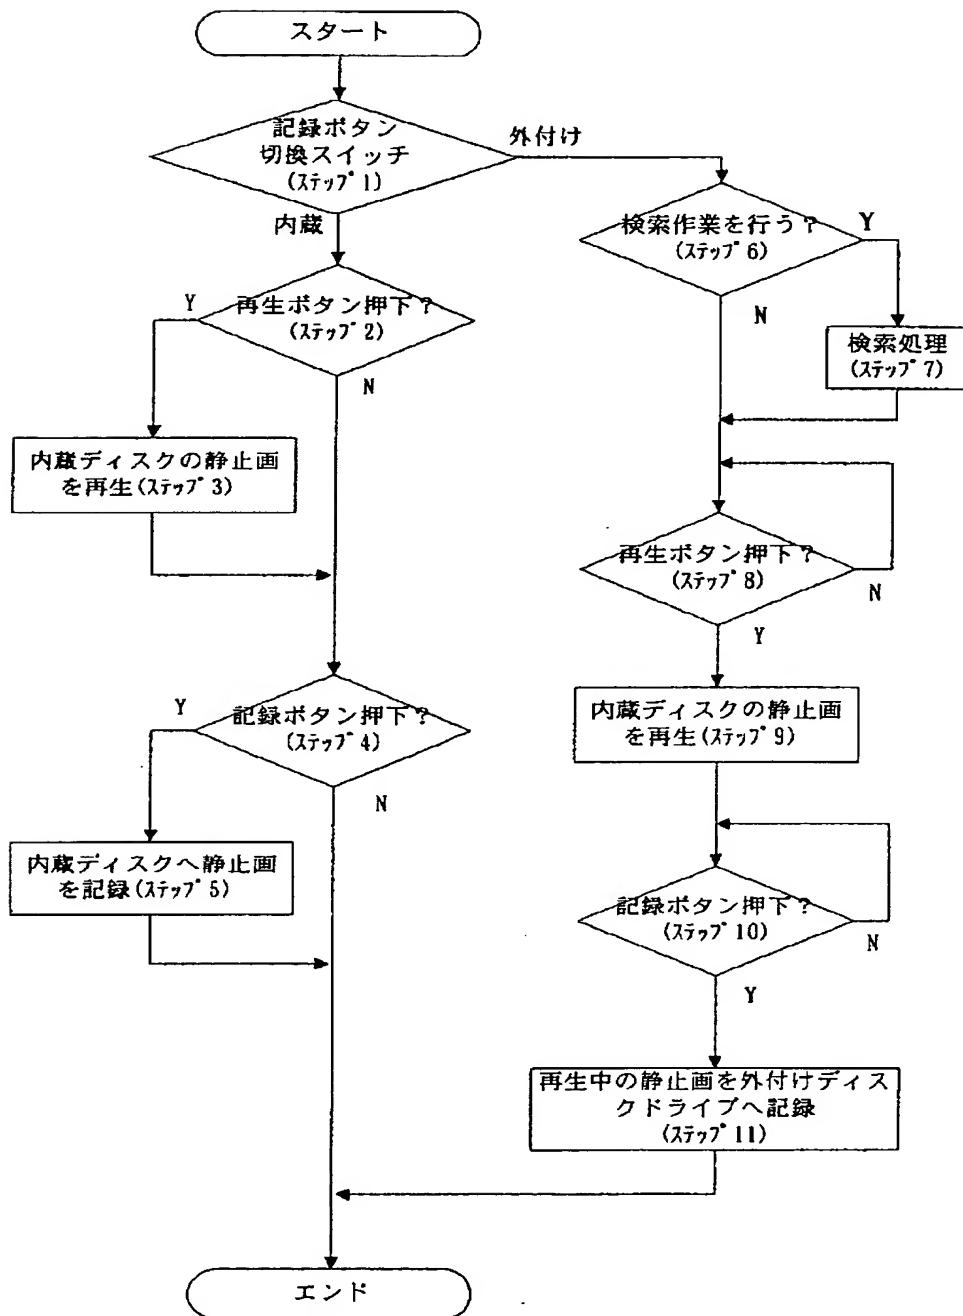 スタート
記録ボタン
切換スイッチ
(ステップ1)
外付け
内蔵
検索作業を行う？
(ステップ6)
Y
N
検索処理
(ステップ7)
再生ボタン押下？
(ステップ2)
Y
N
内蔵ディスクの静止画
を再生(ステップ3)
再生ボタン押下？
(ステップ8)
N
Y
記録ボタン押下？
(ステップ4)
Y
N
内蔵ディスクの静止画
を再生(ステップ9)
内蔵ディスクへ静止画
を記録(ステップ5)
記録ボタン押下？
(ステップ10)
N
Y
再生中の静止画を外付けディス
クドライブへ記録
(ステップ11)
エンド